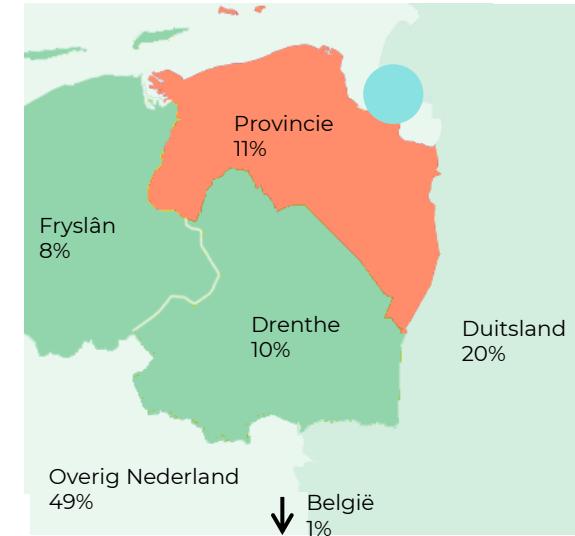 Provincie
11%
Fryslân
8%
Drenthe
10%
Duitsland
20%
Overig Nederland
49%
België
1%